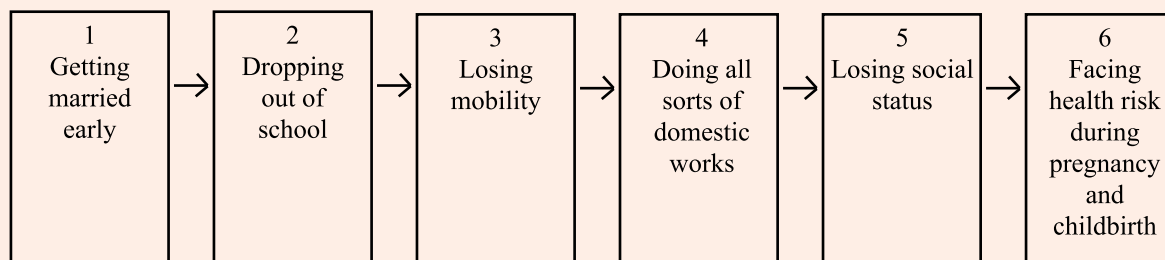 1
Getting
married
early
2
Dropping
out of
school
3
Losing
mobility
4
Doing all
sorts of
domestic
works
5
Losing social
status
6
Facing
health risk
during
pregnancy
and
childbirth